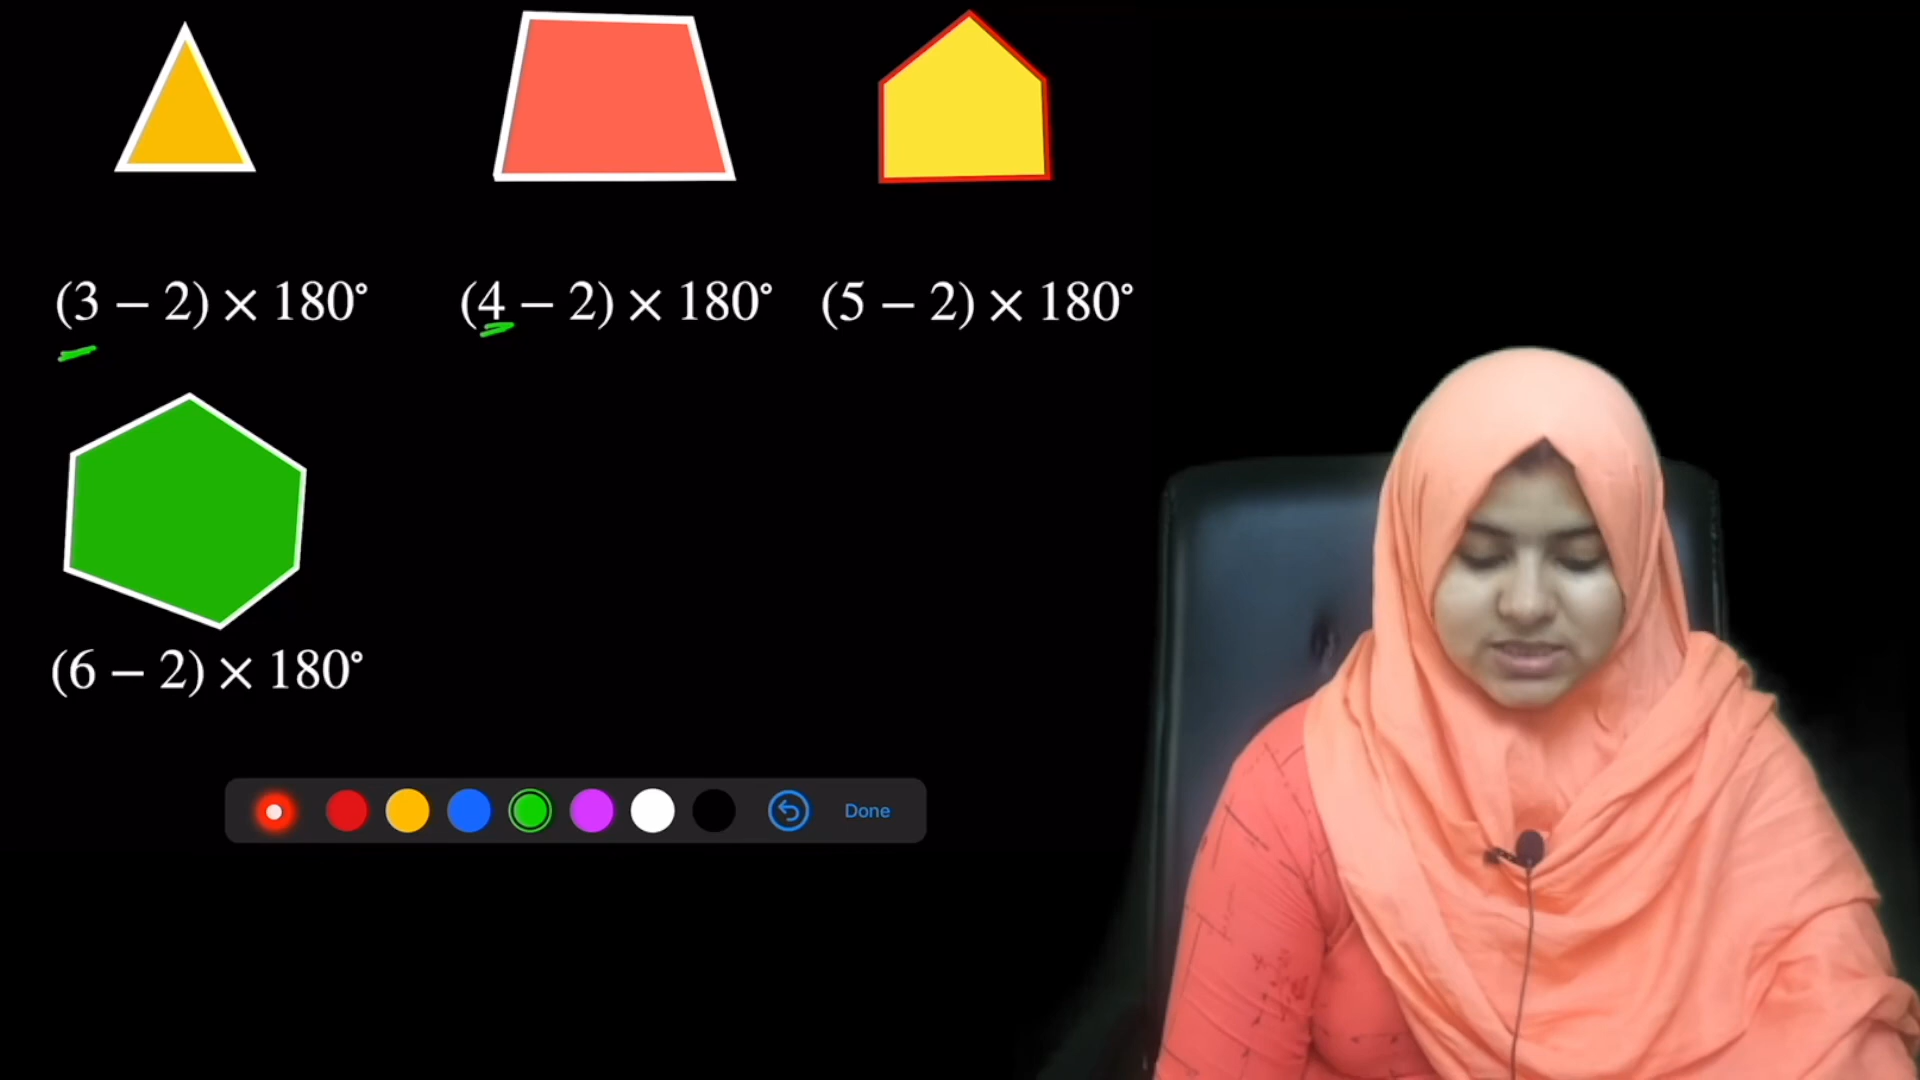 (3 − 2) × 180°
(4 − 2) × 180°
(5 − 2) × 180°
(6 − 2) × 180°
Done